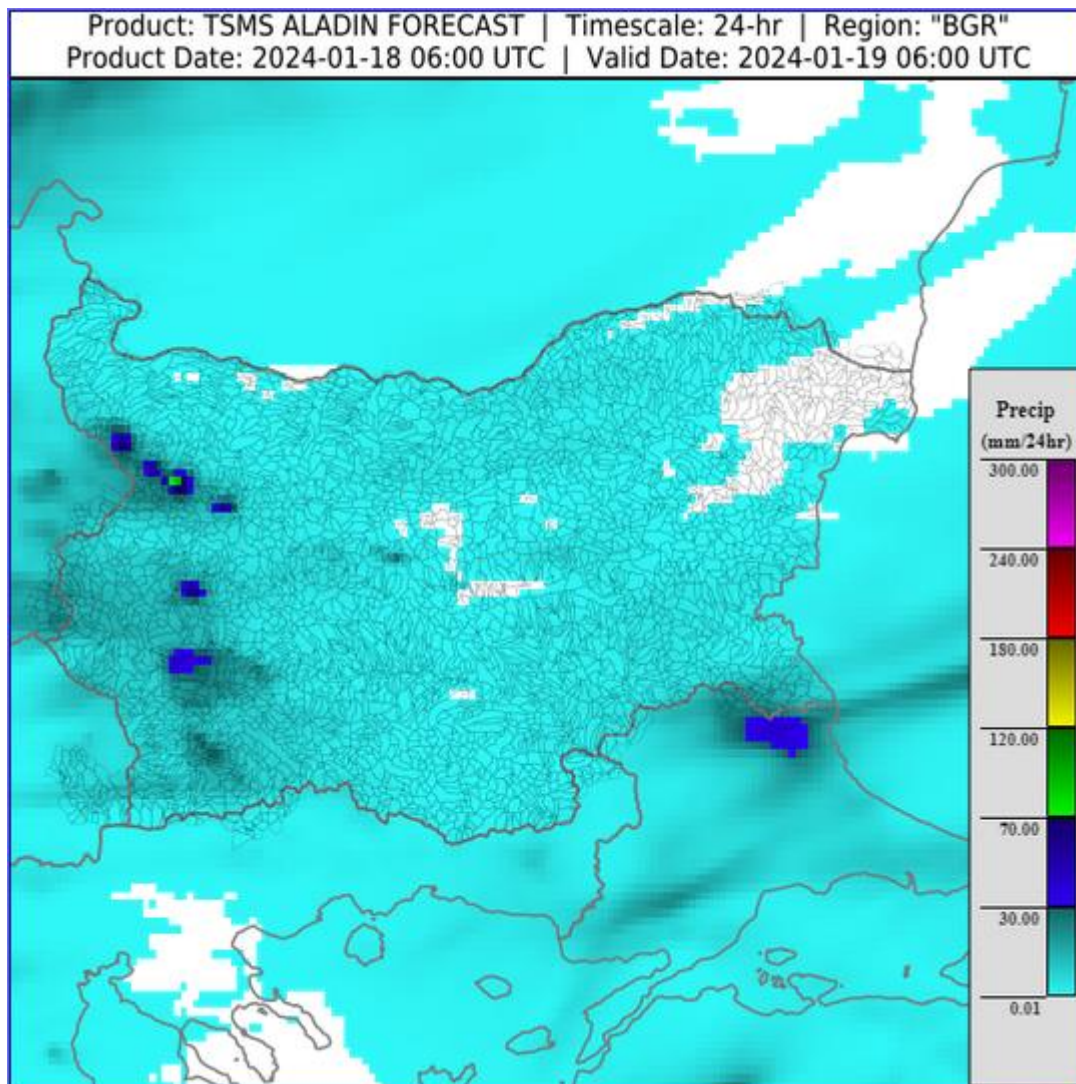 Product: TSMS ALADIN FORECAST | Timescale: 24-hr | Region: "BGR"
Product Date: 2024-01-18 06:00 UTC | Valid Date: 2024-01-19 06:00 UTC
Precip
(mm/24hr)
300.00
240.00
180.00
120.00
70.00
30.00
0.01